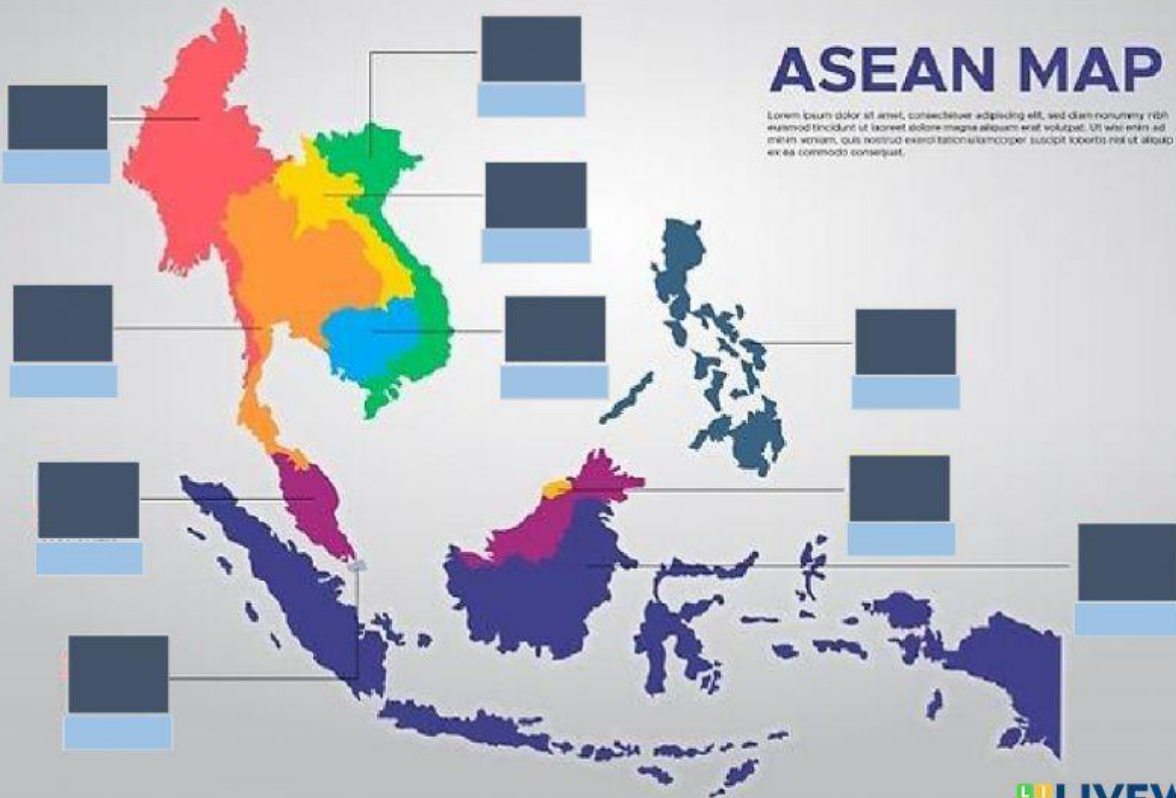 ASEAN MAP
Lorem ipsum dolor sit amet, consectetuer adipiscing elit, sed diam nonummy nibh
euismod tincidunt ut laoreet dolore magna aliquam erat volutpat. Ut wisi enim ad
minim veniam, quis nostrud exerci tation ullamcorper suscipit lobortis nisl ut aliquip
ex ea commodo consequat.
LI LIVEW